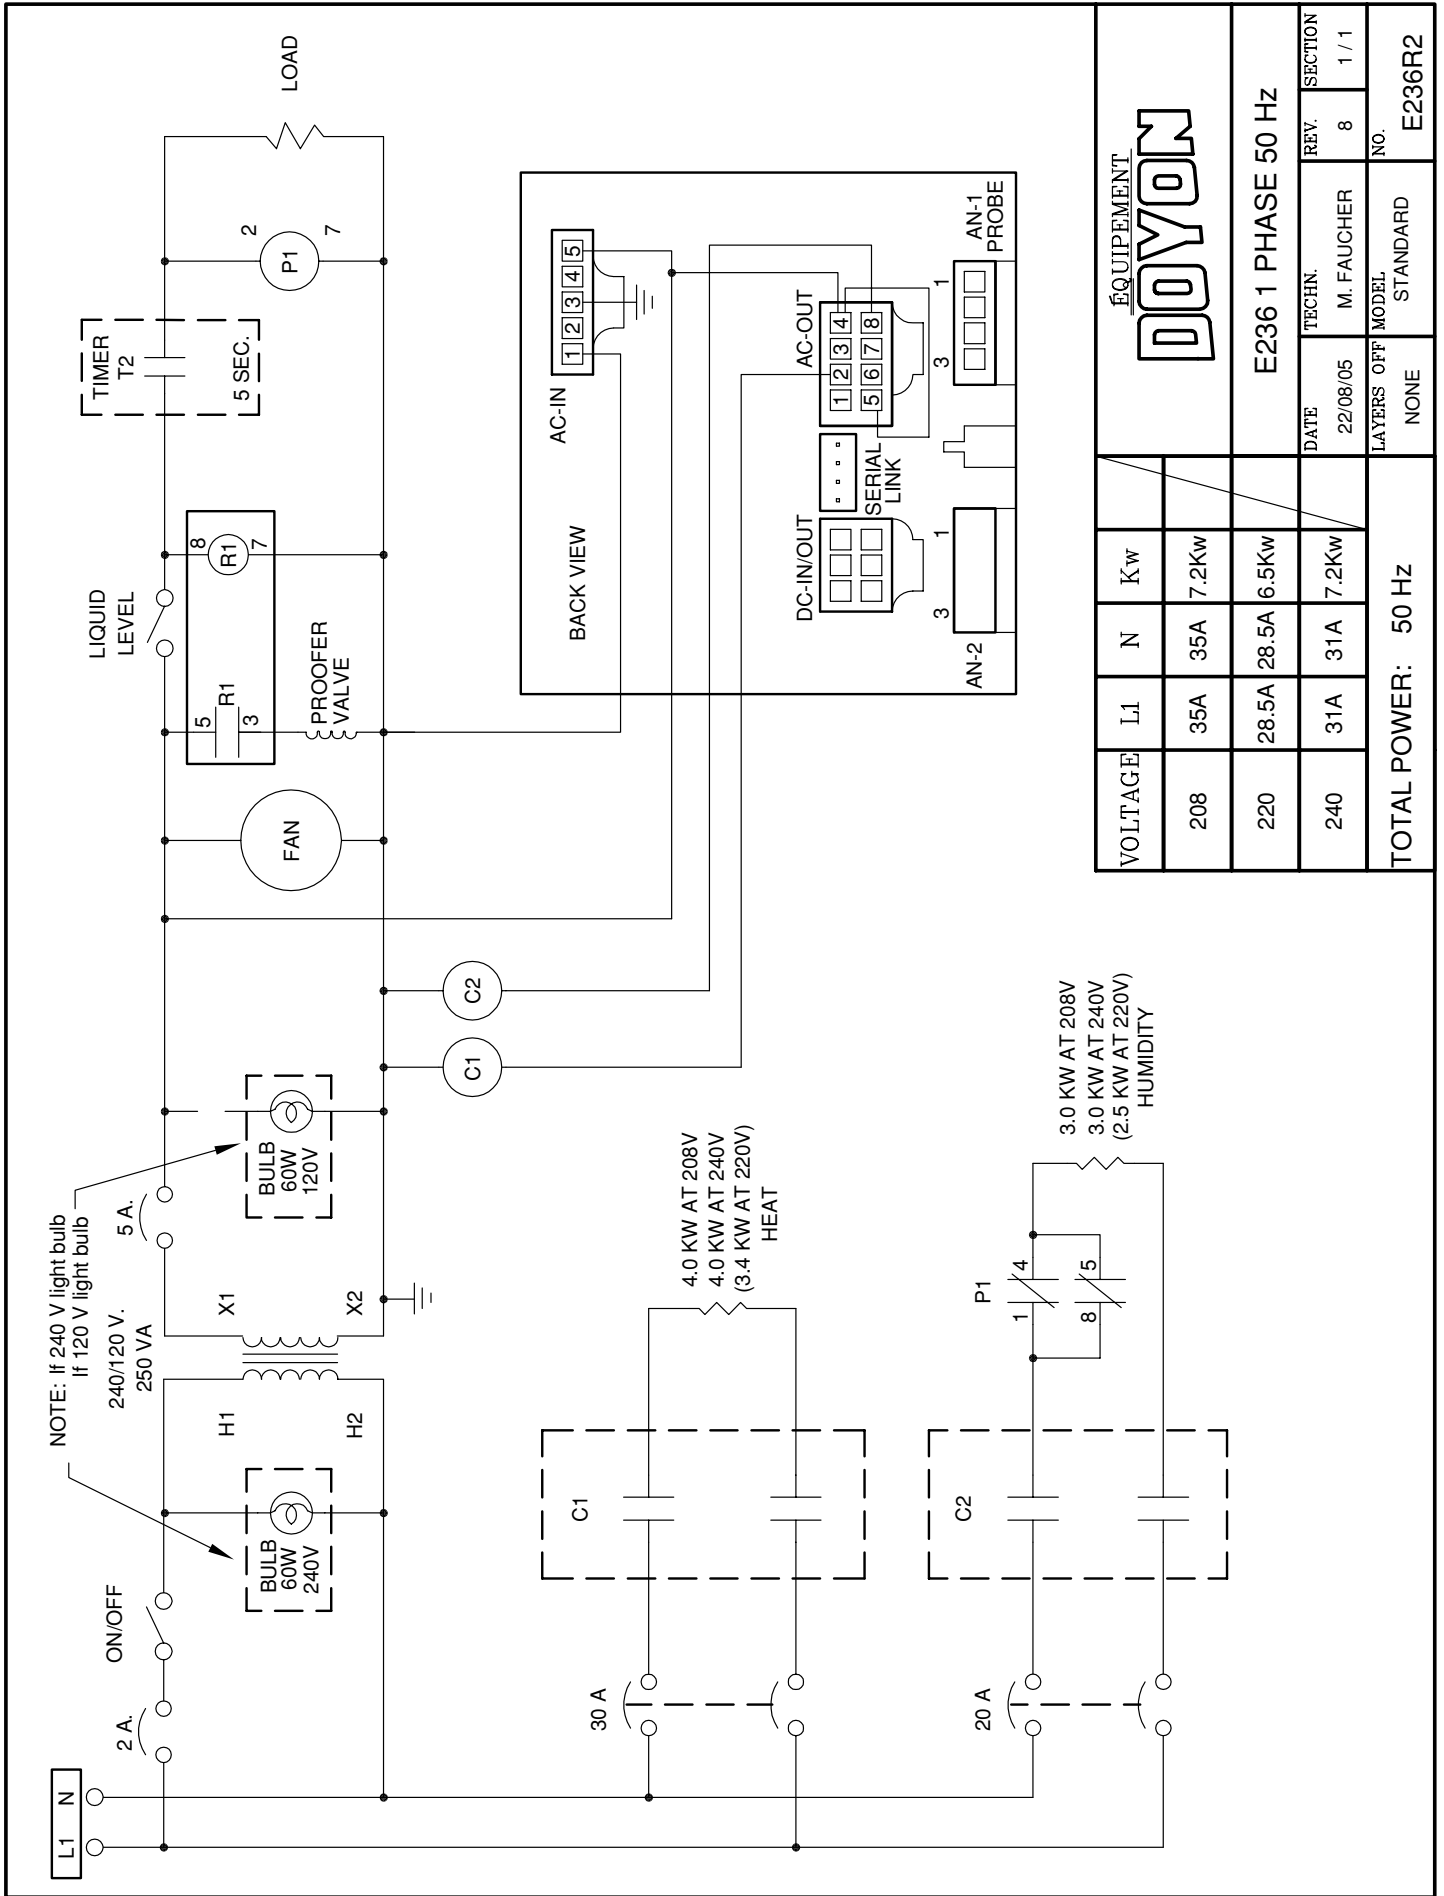 L1 N
2 A.
ON/OFF
NOTE: If 240 V light bulb
If 120 V light bulb
240/120 V.
250 VA
5 A.
H1
H2
X1
X2
BULB
60W
240V
BULB
60W
120V
FAN
5
R1
3
PROOFER
VALVE
LIQUID
LEVEL
8
R1
7
TIMER
T2
5 SEC.
P1
2
7
LOAD
C1
C2
BACK VIEW
AC-IN
1 2 3 4 5
DC-IN/OUT
SERIAL
LINK
AC-OUT
1 2 3 4
5 6 7 8
AN-2
3 1
3 1
AN-1
PROBE
30 A
C1
4.0 KW AT 208V
4.0 KW AT 240V
(3.4 KW AT 220V)
HEAT
20 A
C2
P1
1 4
8 5
3.0 KW AT 208V
3.0 KW AT 240V
(2.5 KW AT 220V)
HUMIDITY
VOLTAGE L1 N Kw
208 35A 35A 7.2Kw
220 28.5A 28.5A 6.5Kw
240 31A 31A 7.2Kw
TOTAL POWER: 50 Hz
ÉQUIPEMENT
DOYON
E236 1 PHASE 50 Hz
DATE TECHN. REV. SECTION
22/08/05 M. FAUCHER 8 1 / 1
LAYERS OFF MODEL NO.
NONE STANDARD E236R2